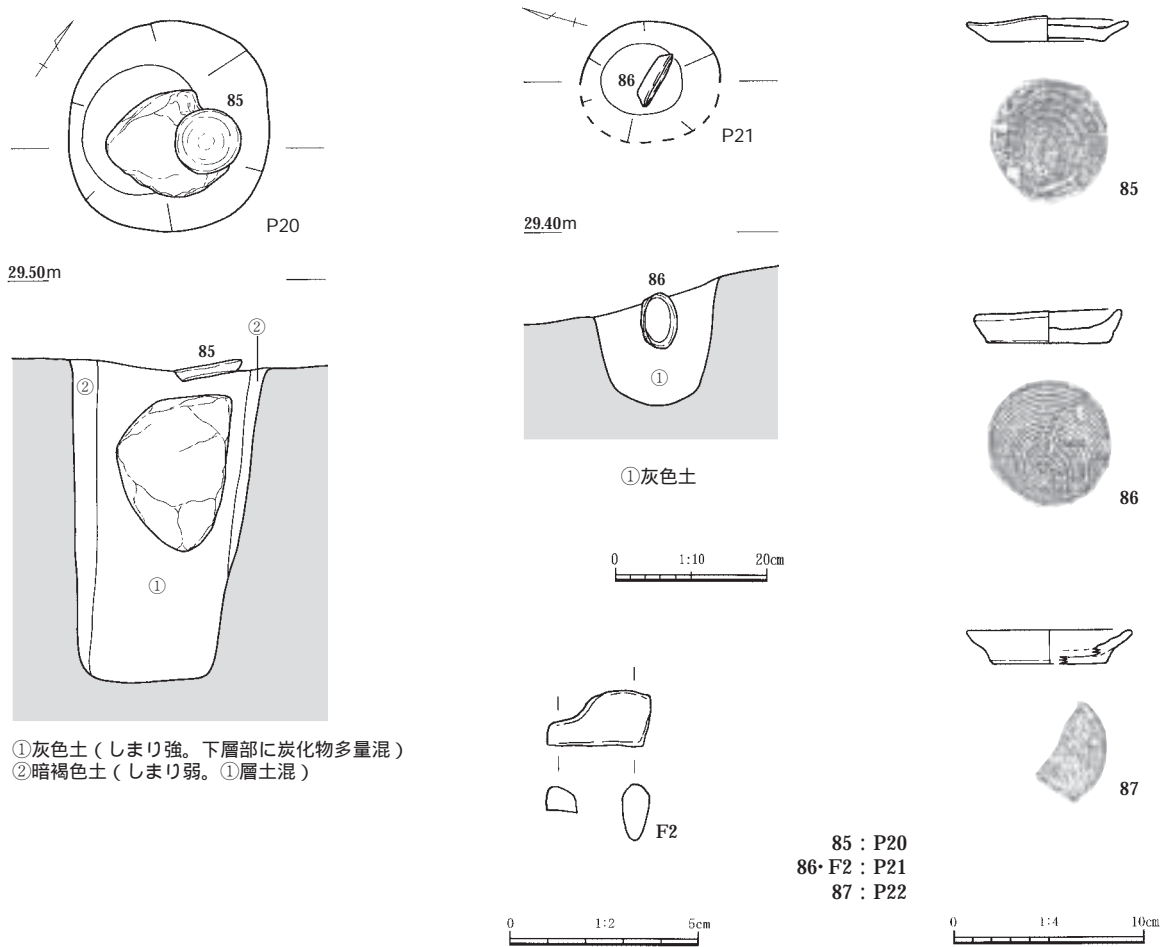 85
P20
29.50m
②
85
②
①
①灰色土（しまり強。下層部に炭化物多量混）
②暗褐色土（しまり弱。①層土混）
86
P21
29.40m
86
①
①灰色土
0 1:10 20cm
F2
0 1:2 5cm
85
86
87
85：P20
86・F2：P21
87：P22
0 1:4 10cm